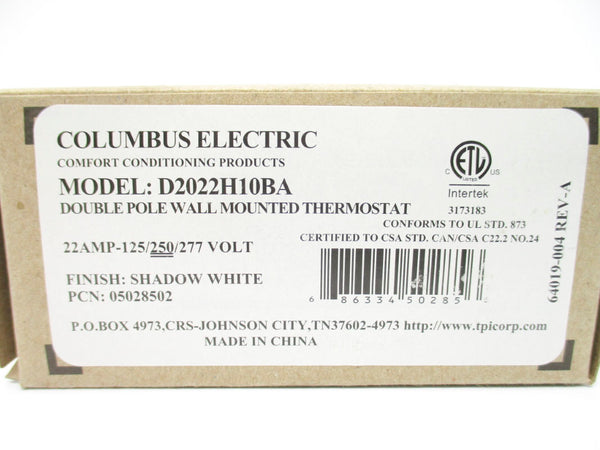 COLUMBUS ELECTRIC
COMFORT CONDITIONING PRODUCTS
MODEL: D2022H10BA
DOUBLE POLE WALL MOUNTED THERMOSTAT
C ETL US
LISTED
Intertek
3173183
CONFORMS TO UL STD. 873
CERTIFIED TO CSA STD. CAN/CSA C22.2 NO.24
22AMP-125/250/277 VOLT
FINISH: SHADOW WHITE
PCN: 05028502
6 86334 50285
P.O.BOX 4973,CRS-JOHNSON CITY,TN37602-4973 http://www.tpicorp.com
MADE IN CHINA
64019-004 REV-A